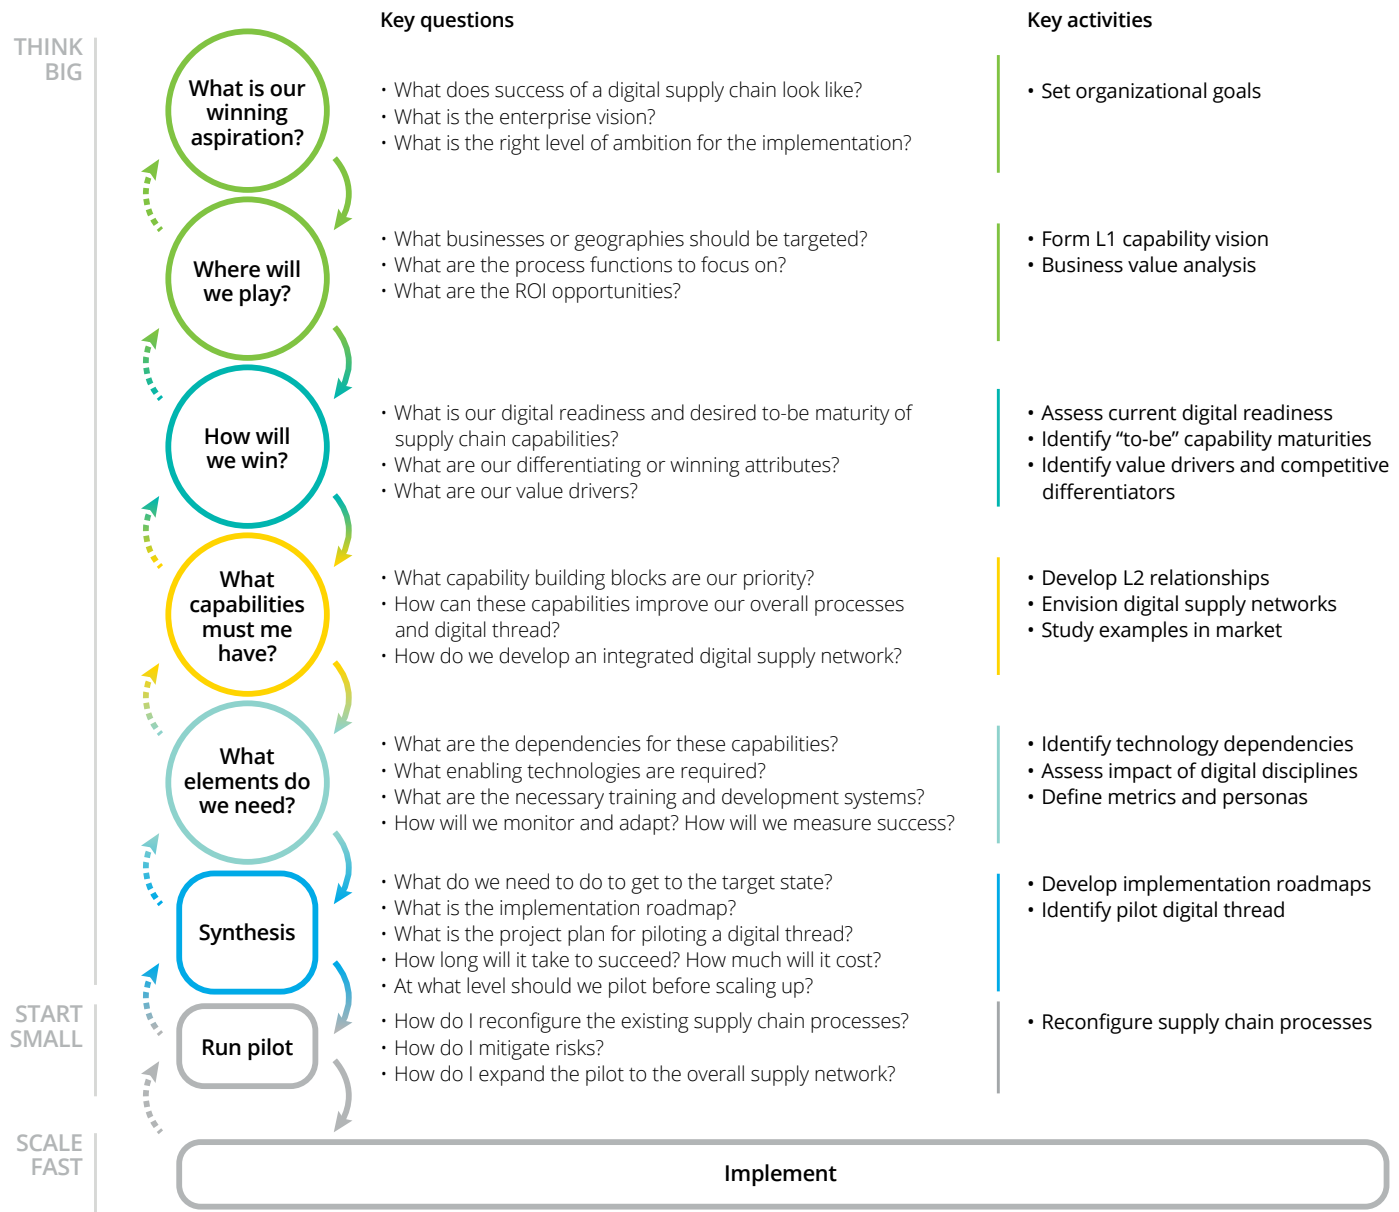 Key questions
Key activities
THINK
BIG
What is our
winning
aspiration?
• What does success of a digital supply chain look like?
• What is the enterprise vision?
• What is the right level of ambition for the implementation?
• Set organizational goals
Where will
we play?
• What businesses or geographies should be targeted?
• What are the process functions to focus on?
• What are the ROI opportunities?
• Form L1 capability vision
• Business value analysis
How will
we win?
• What is our digital readiness and desired to-be maturity of
supply chain capabilities?
• What are our differentiating or winning attributes?
• What are our value drivers?
• Assess current digital readiness
• Identify “to-be” capability maturities
• Identify value drivers and competitive
differentiators
What
capabilities
must me
have?
• What capability building blocks are our priority?
• How can these capabilities improve our overall processes
and digital thread?
• How do we develop an integrated digital supply network?
• Develop L2 relationships
• Envision digital supply networks
• Study examples in market
What
elements do
we need?
• What are the dependencies for these capabilities?
• What enabling technologies are required?
• What are the necessary training and development systems?
• How will we monitor and adapt? How will we measure success?
• Identify technology dependencies
• Assess impact of digital disciplines
• Define metrics and personas
Synthesis
• What do we need to do to get to the target state?
• What is the implementation roadmap?
• What is the project plan for piloting a digital thread?
• How long will it take to succeed? How much will it cost?
• At what level should we pilot before scaling up?
• Develop implementation roadmaps
• Identify pilot digital thread
START
SMALL
Run pilot
• How do I reconfigure the existing supply chain processes?
• How do I mitigate risks?
• How do I expand the pilot to the overall supply network?
• Reconfigure supply chain processes
SCALE
FAST
Implement